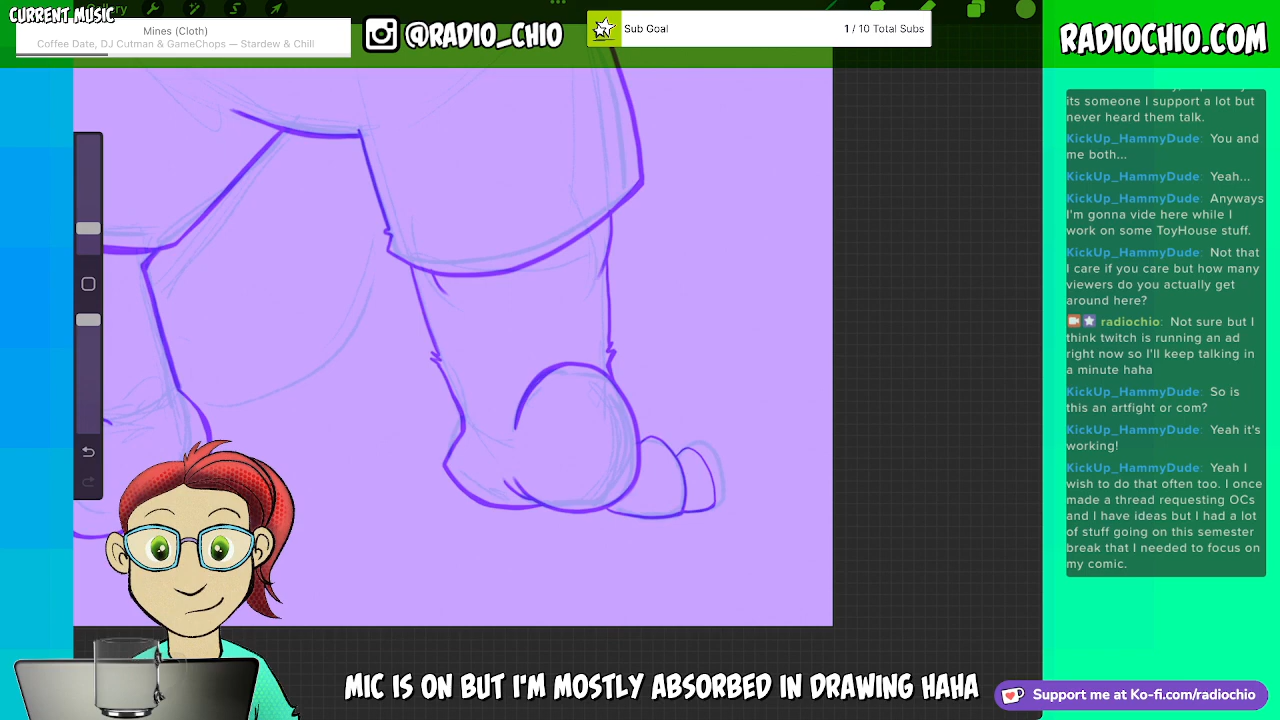 CURRENT MUSIC
Mines (Cloth)
Coffee Date, DJ Cutman & GameChops — Stardew & Chill
@RADIO_CHIO
Sub Goal
1 / 10 Total Subs
RADIOCHIO.COM
its someone I support a lot but
never heard them talk.
KickUp_HammyDude: You and
me both...
KickUp_HammyDude: Yeah...
KickUp_HammyDude: Anyways
I'm gonna vide here while I
work on some ToyHouse stuff.
KickUp_HammyDude: Not that
I care if you care but how many
viewers do you actually get
around here?
radiochio: Not sure but I
think twitch is running an ad
right now so I'll keep talking in
a minute haha
KickUp_HammyDude: So is
this an artfight or com?
KickUp_HammyDude: Yeah it's
working!
KickUp_HammyDude: Yeah I
wish to do that often too. I once
made a thread requesting OCs
and I have ideas but I had a lot
of stuff going on this semester
break that I needed to focus on
my comic.
MIC IS ON BUT I'M MOSTLY ABSORBED IN DRAWING HAHA
Support me at Ko-fi.com/radiochio